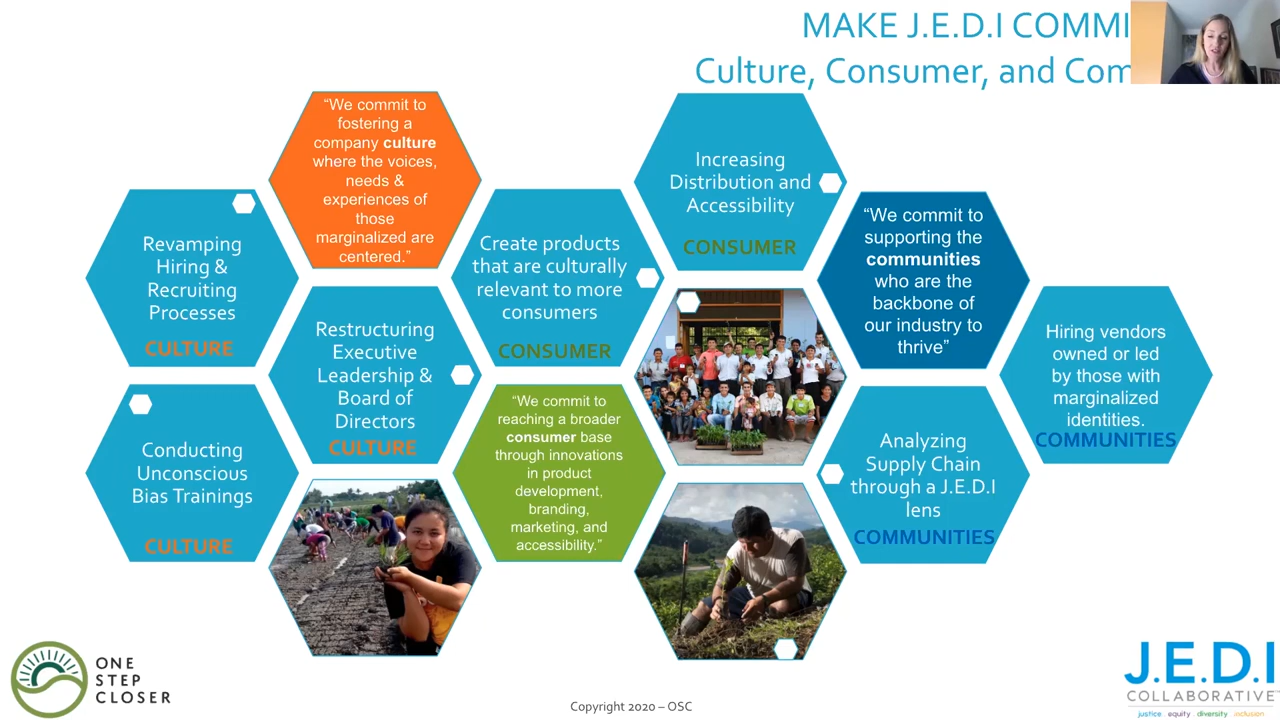 MAKE J.E.D.I COMMI
Culture, Consumer, and Com
“We commit to
fostering a
company culture
where the voices,
needs &
experiences of
those
marginalized are
centered.”
Increasing
Distribution and
Accessibility
CONSUMER
Revamping
Hiring &
Recruiting
Processes
CULTURE
Create products
that are culturally
relevant to more
consumers
CONSUMER
“We commit to
supporting the
communities
who are the
backbone of
our industry to
thrive”
Restructuring
Executive
Leadership &
Board of
Directors
CULTURE
Hiring vendors
owned or led
by those with
marginalized
identities.
COMMUNITIES
Conducting
Unconscious
Bias Trainings
CULTURE
“We commit to
reaching a broader
consumer base
through innovations
in product
development,
branding,
marketing, and
accessibility.”
Analyzing
Supply Chain
through a J.E.D.I
lens
COMMUNITIES
ONE
STEP
CLOSER
Copyright 2020 – OSC
J.E.D.I
COLLABORATIVE™
justice . equity . diversity . inclusion